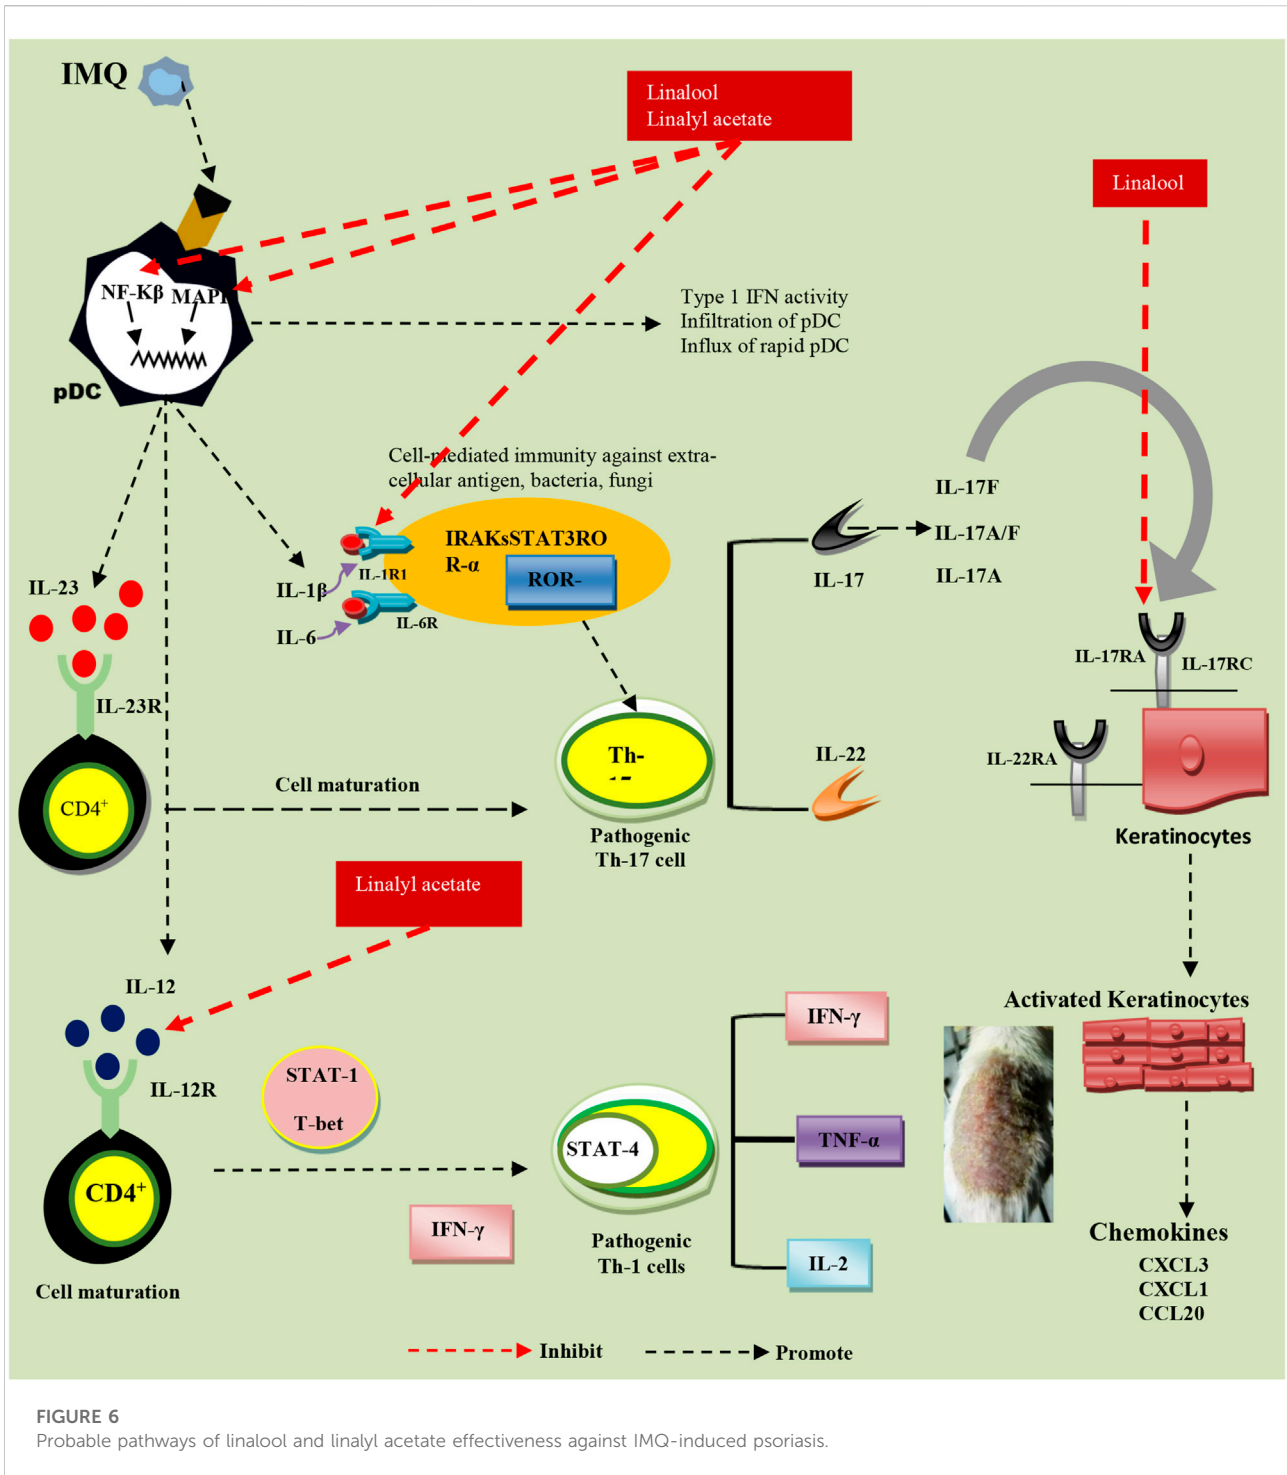 IMQ
Linalool
Linalyl acetate
Linalool
NF-Kβ
pDC
Type 1 IFN activity
Infiltration of pDC
Influx of rapid pDC
Cell-mediated immunity against extra-
cellular antigen, bacteria, fungi
IL-17F
IL-17A/F
IL-17A
IL-17
IRAKsSTAT3RO
R-α
ROR-
IL-1β
IL-1R1
IL-6
IL-6R
IL-23
IL-23R
CD4+
Cell maturation
Th-
Pathogenic
Th-17 cell
IL-22
IL-17RA
IL-17RC
IL-22RA
Keratinocytes
Linalyl acetate
IL-12
IL-12R
CD4+
Cell maturation
STAT-1
T-bet
IFN-γ
STAT-4
Pathogenic
Th-1 cells
IFN-γ
TNF-α
IL-2
Activated Keratinocytes
Chemokines
CXCL3
CXCL1
CCL20
Inhibit
Promote
FIGURE 6
Probable pathways of linalool and linalyl acetate effectiveness against IMQ-induced psoriasis.